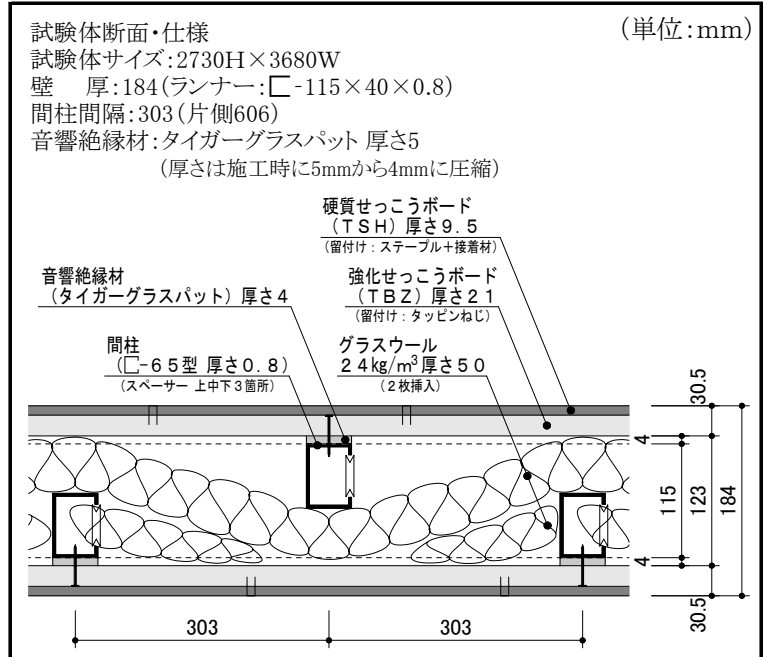 試験体断面・仕様
(単位:mm)
試験体サイズ:2730H×3680W
壁　厚:184(ランナー:匚-115×40×0.8)
間柱間隔:303(片側606)
音響絶縁材:タイガーグラスパット 厚さ5
(厚さは施工時に5mmから4mmに圧縮)
硬質せっこうボード
(TSH)厚さ9.5
(留付け:ステープル+接着材)
音響絶縁材
(タイガーグラスパット)厚さ4
強化せっこうボード
(TBZ)厚さ21
(留付け:タッピンねじ)
間柱
(□-65型 厚さ0.8)
(スペーサー 上中下3箇所)
グラスウール
24kg/m³厚さ50
(2枚挿入)
30.5
4
115
123
184
4
30.5
303
303